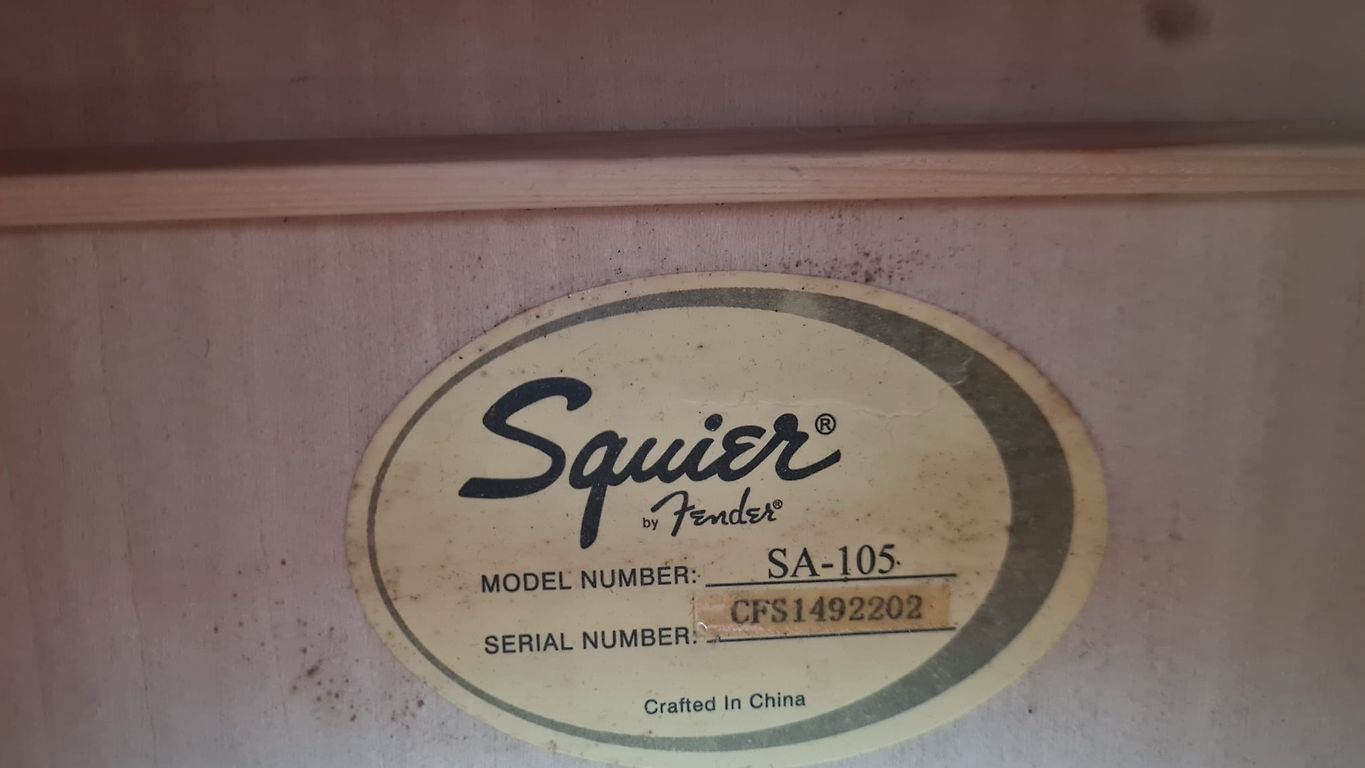 Squier®
by Fender®
MODEL NUMBER: SA-105
SERIAL NUMBER: CFS1492202
Crafted In China